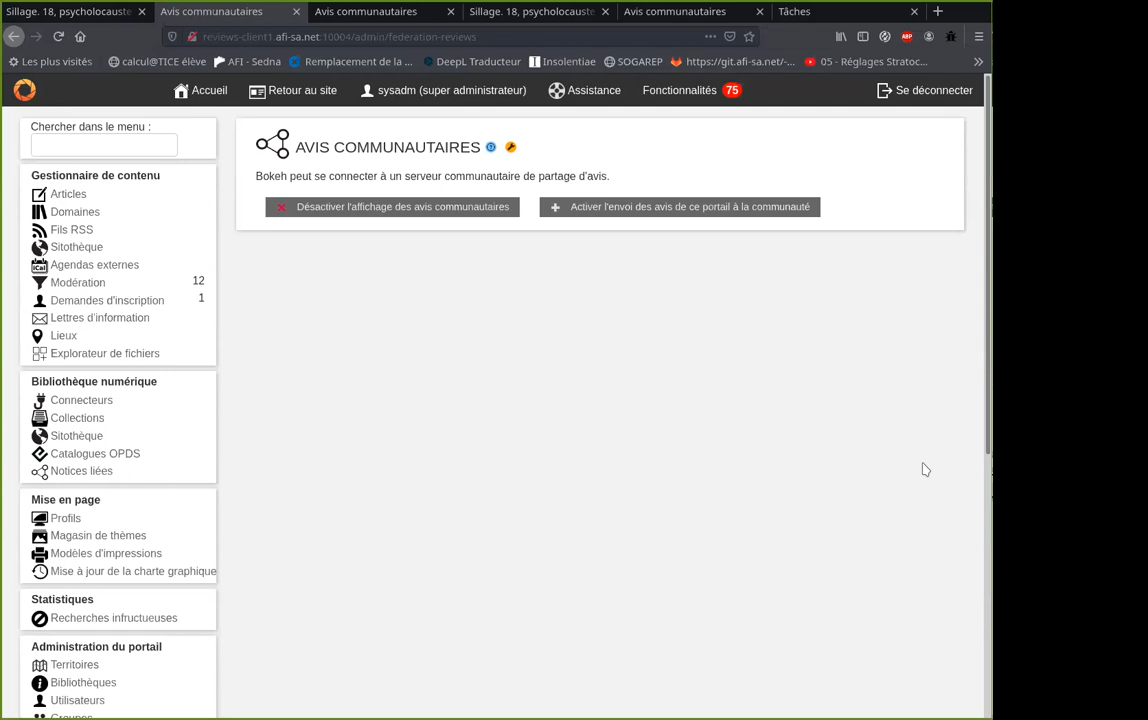 Sillage. 18, psycholocauste
Avis communautaires
Avis communautaires
Sillage. 18, psycholocauste
Avis communautaires
Tâches
reviews-client1.afi-sa.net:10004/admin/federation-reviews
Les plus visités
calcul@TICE élève
AFI - Sedna
Remplacement de la ...
DeepL Traducteur
Insolentiae
SOGAREP
https://git.afi-sa.net/-...
05 - Réglages Stratoc...
Accueil
Retour au site
sysadm (super administrateur)
Assistance
Fonctionnalités 75
Se déconnecter
Chercher dans le menu :
Gestionnaire de contenu
Articles
Domaines
Fils RSS
Sitothèque
Agendas externes
Modération 12
Demandes d'inscription 1
Lettres d'information
Lieux
Explorateur de fichiers
Bibliothèque numérique
Connecteurs
Collections
Sitothèque
Catalogues OPDS
Notices liées
Mise en page
Profils
Magasin de thèmes
Modèles d'impressions
Mise à jour de la charte graphique
Statistiques
Recherches infructueuses
Administration du portail
Territoires
Bibliothèques
Utilisateurs
Groupes
AVIS COMMUNAUTAIRES
Bokeh peut se connecter à un serveur communautaire de partage d'avis.
Désactiver l'affichage des avis communautaires
Activer l'envoi des avis de ce portail à la communauté